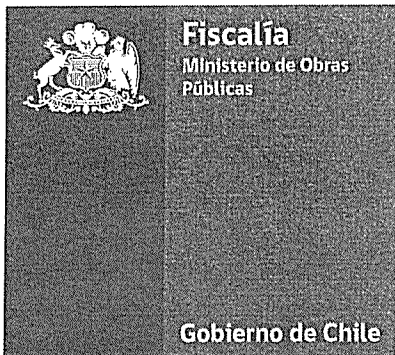 Fiscalía
Ministerio de Obras
Públicas
Gobierno de Chile